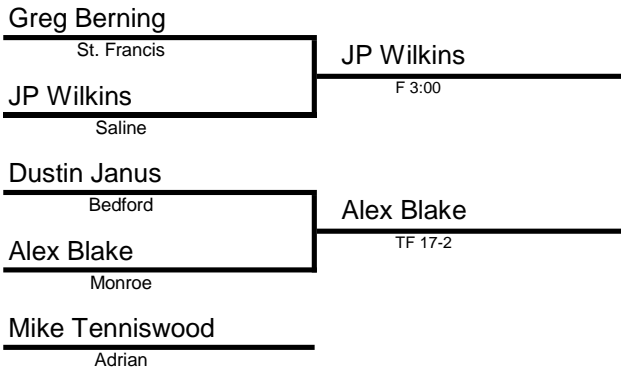 Greg Berning
St. Francis
JP Wilkins
F 3:00
JP Wilkins
Saline
Dustin Janus
Bedford
Alex Blake
TF 17-2
Alex Blake
Monroe
Mike Tenniswood
Adrian